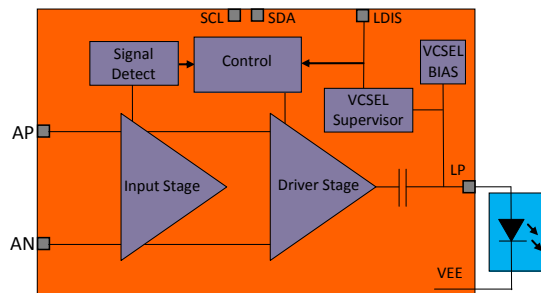 SCL SDA LDIS
Signal
Detect
Control
VCSEL
BIAS
VCSEL
Supervisor
AP
LP
Input Stage
Driver Stage
AN
VEE